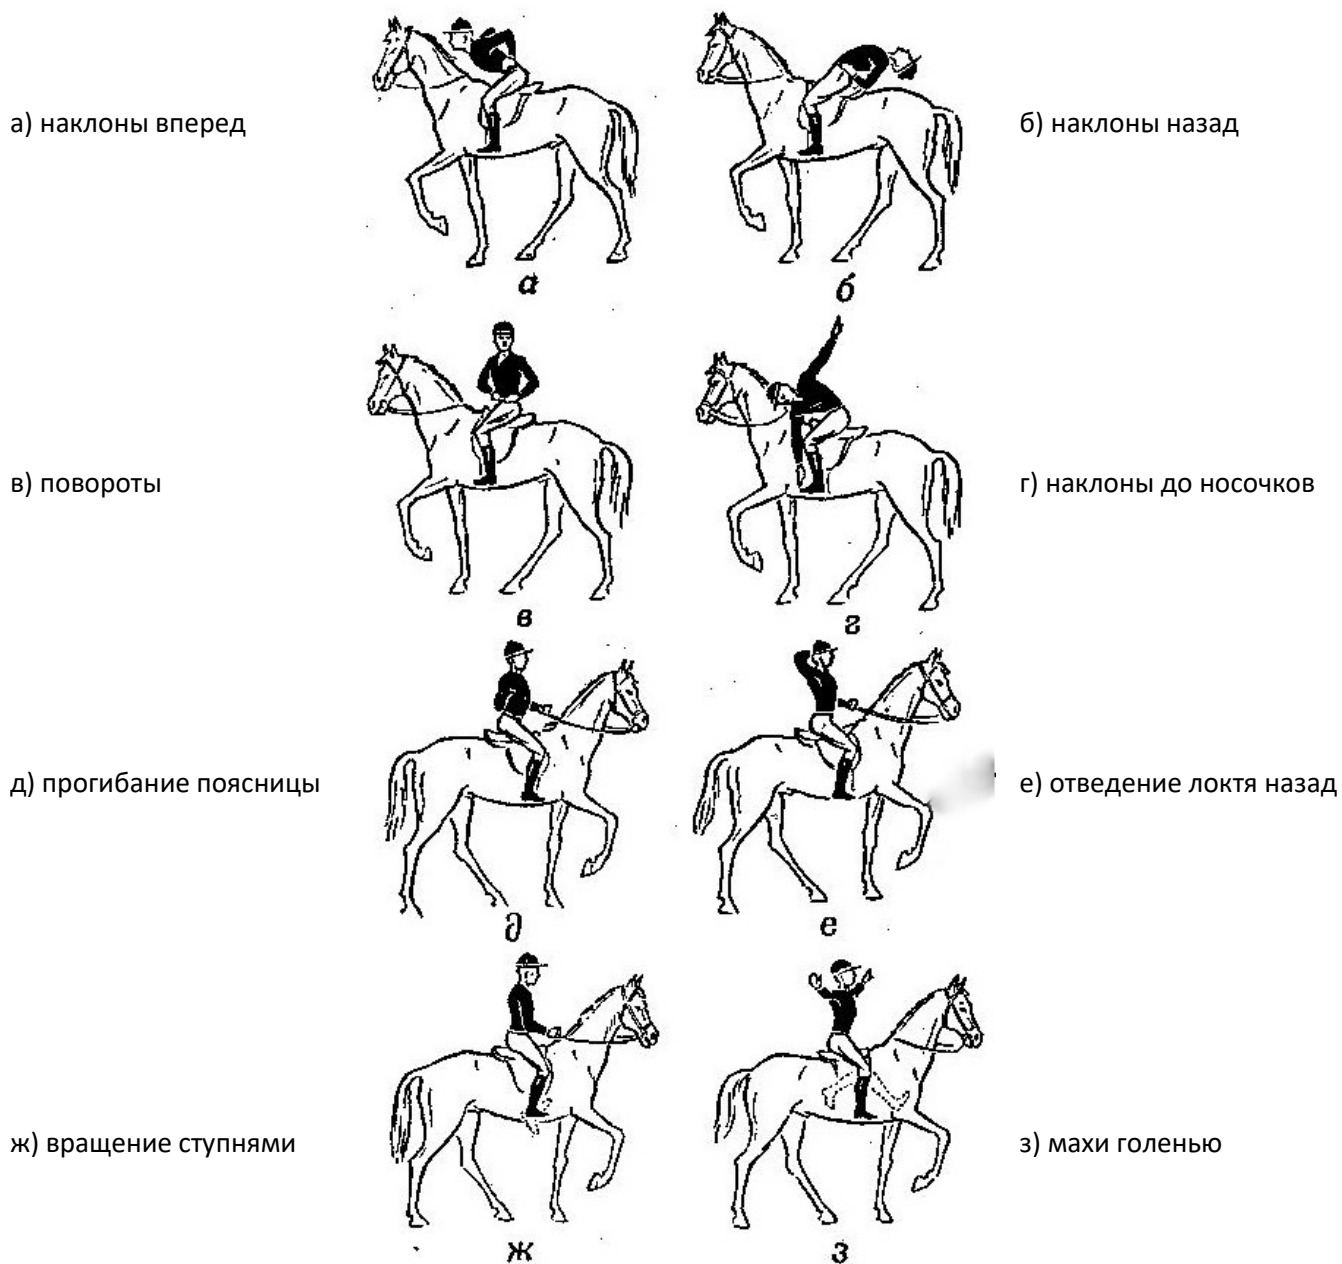 а) наклоны вперед
б) наклоны назад
а
б
в) повороты
г) наклоны до носочков
в
г
д) прогибание поясницы
е) отведение локтя назад
д
е
ж) вращение ступнями
з) махи голенью
ж
з